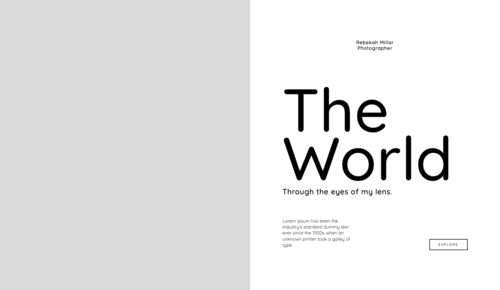 Rebekah Millar
Photographer
The
World
Through the eyes of my lens.
Lorem Ipsum has been the
industry's standard dummy text
ever since the 1500s, when an
unknown printer took a galley of
type.
EXPLORE